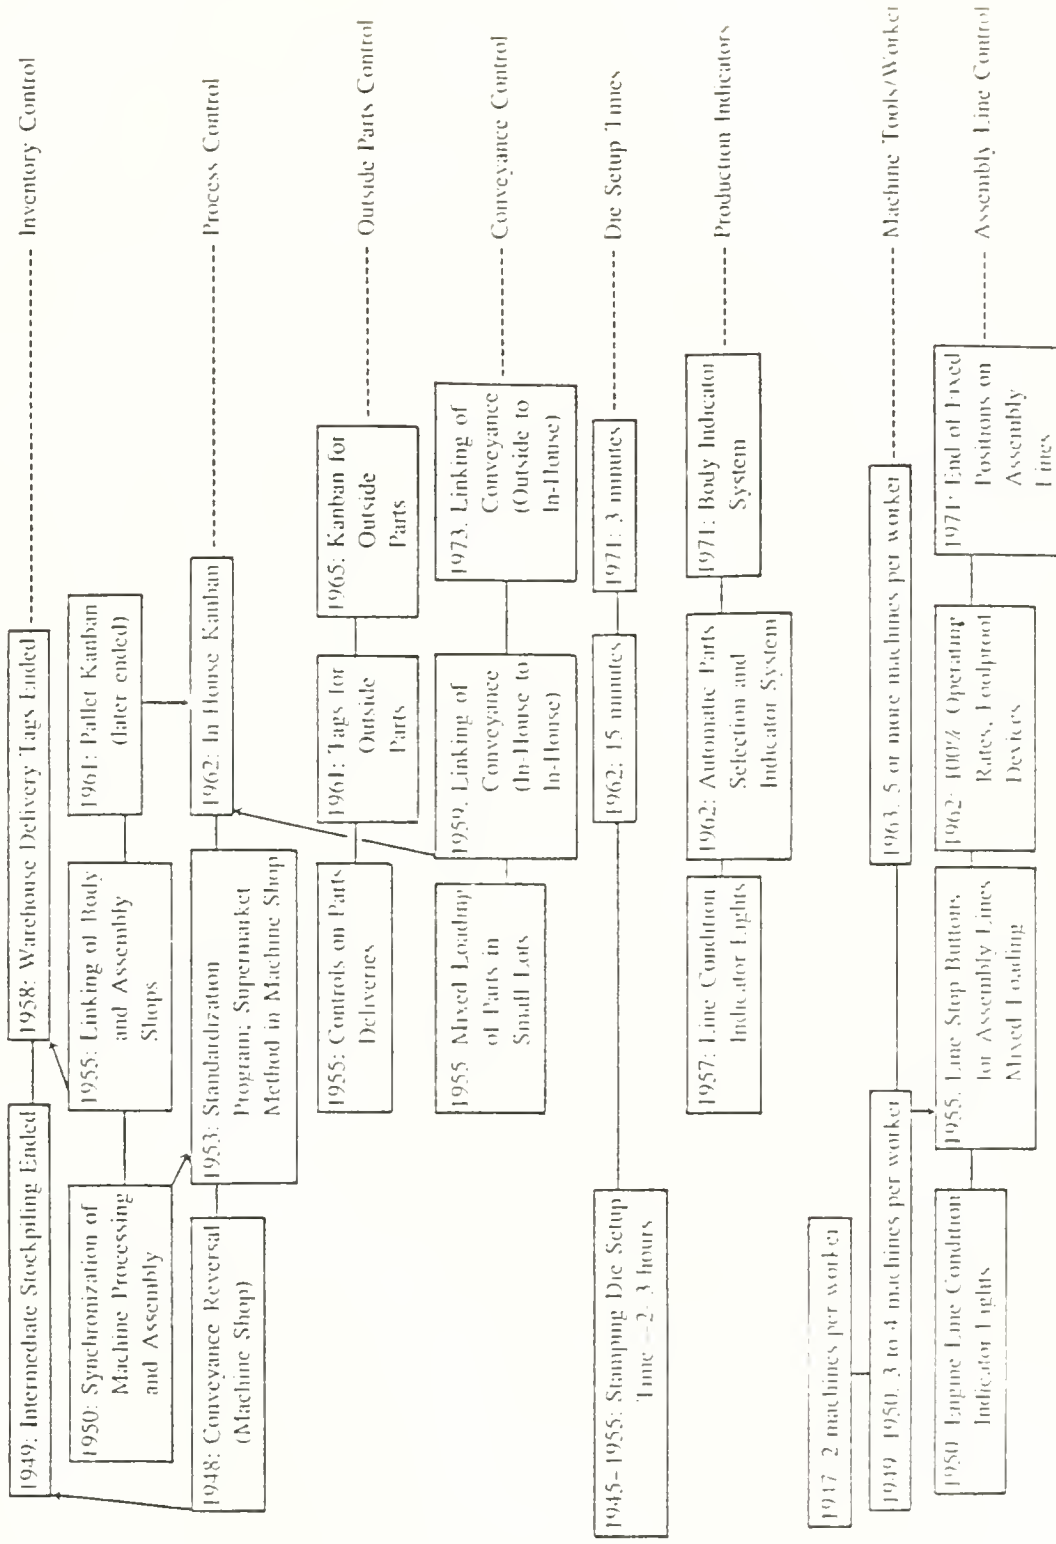 1949: Intermediate Stockpiling Ended
1958: Warehouse Delivery Tags Ended
Inventory Control
1950: Synchronization of
Machine Processing
and Assembly
1955: Linking of Body
and Assembly
Shops
1961: Pallet Kanban
(later ended)
1948: Conveyance Reversal
(Machine Shop)
1953: Standardization
Program; Supermarket
Method in Machine Shop
1962: In House Kanban
Process Control
1955: Controls on Parts
Deliveries
1961: Tags for
Outside
Parts
1965: Kanban for
Outside
Parts
Outside Parts Control
1955 Mixed Loading
of Parts in
Small Lots
1959. Linking of
Conveyance
(In-House to
In-House)
1973. Linking of
Conveyance
(Outside to
In-House)
Conveyance Control
1945–1955: Stamping Die Setup
Time – 2–3 hours
1962: 15 minutes
1971: 3 minutes
Die Setup Times
1957: Line Condition
Indicator Lights
1962: Automatic Parts
Selection and
Indicator System
1971: Body Indicator
System
Production Indicators
1947 2 machines per worker
1949 1950. 3 to 4 machines per worker
1963. 5 or more machines per worker
Machine Tools/Worker
1950 Engine Line Condition
Indicator Lights
1955. Line Stop Buttons
for Assembly Lines
Mixed Loading
1962: 100% Operating
Rates, Foolproof
Devices
1971: End of Fixed
Positions on
Assembly
Lines
Assembly Line Control